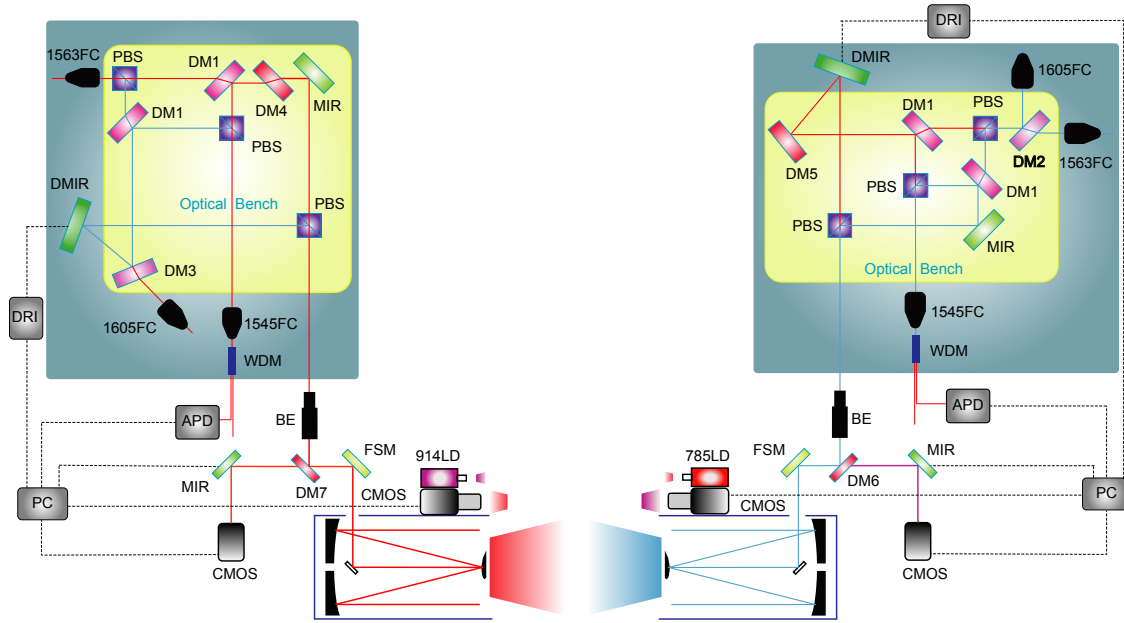 1563FC
PBS
DM1
DM4
MIR
DM1
PBS
DMIR
Optical Bench
PBS
DM3
DRI
1605FC
1545FC
WDM
APD
BE
FSM
MIR
DM7
914LD
CMOS
PC
CMOS
DRI
DMIR
1605FC
DM1
PBS
DM2
1563FC
DM5
PBS
DM1
PBS
MIR
Optical Bench
1545FC
WDM
APD
BE
FSM
MIR
785LD
DM6
CMOS
PC
CMOS